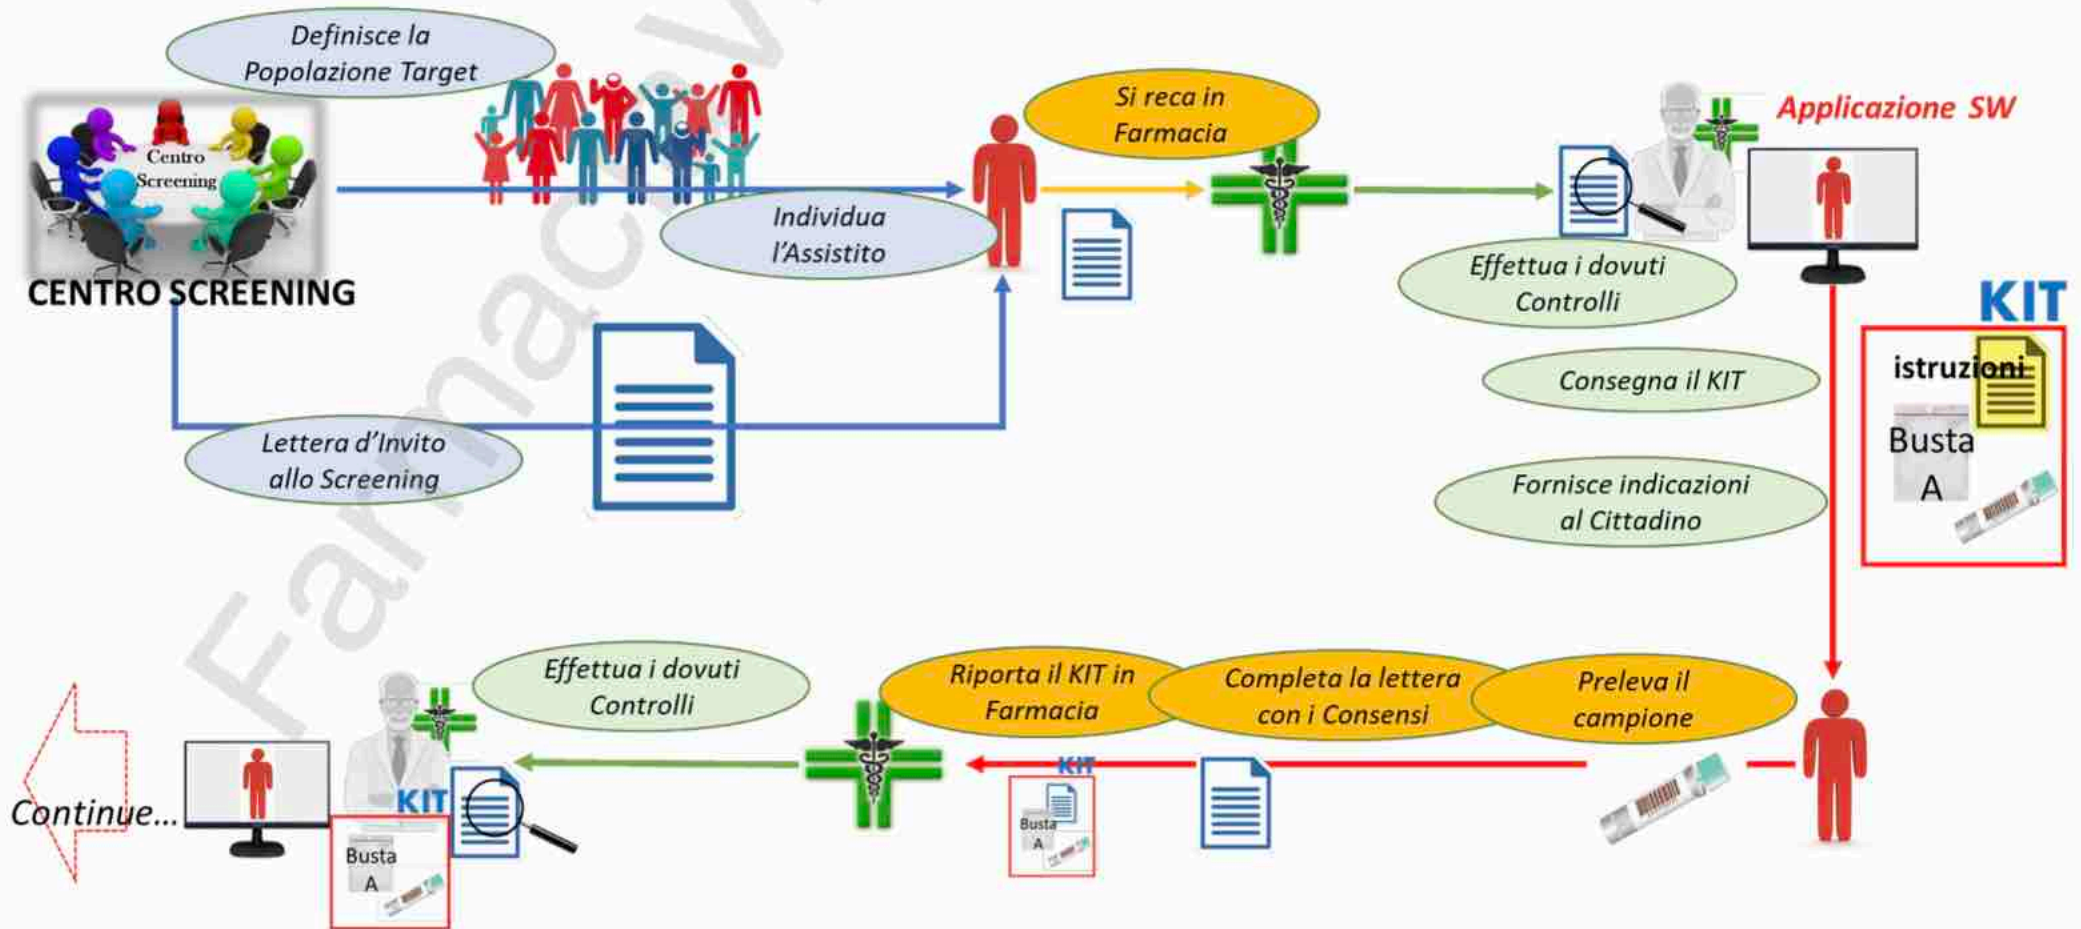 Definisce la
Popolazione Target
Centro
Screening
CENTRO SCREENING
Individua
l'Assistito
Lettera d'Invito
allo Screening
Si reca in
Farmacia
Applicazione SW
Effettua i dovuti
Controlli
Consegna il KIT
Fornisce indicazioni
al Cittadino
KIT
istruzioni
Busta
A
Preleva il
campione
Completa la lettera
con i Consensi
Riporta il KIT in
Farmacia
KIT
Busta
A
Effettua i dovuti
Controlli
KIT
Busta
A
Continue...